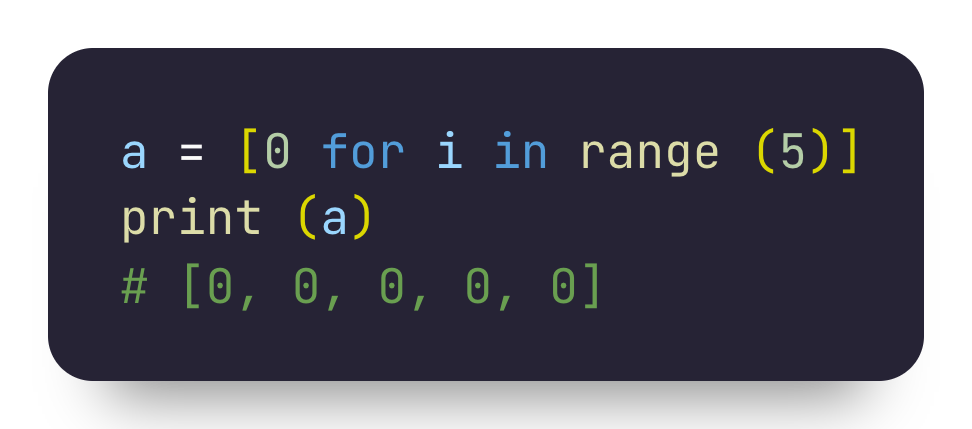 a = [0 for i in range (5)]
print (a)
# [0, 0, 0, 0, 0]